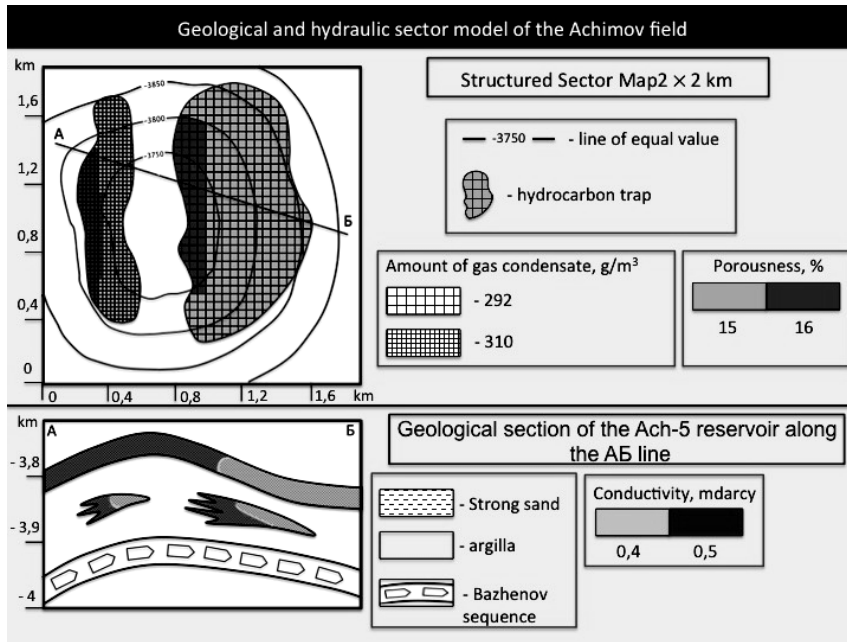 Geological and hydraulic sector model of the Achimov field
km
1,6
1,2
0,8
0,4
0
0
0,4
0,8
1,2
1,6
km
-3850
-3800
-3750
А
Б
Structured Sector Map2 × 2 km
-3750 - line of equal value
- hydrocarbon trap
Amount of gas condensate, g/m³
- 292
- 310
Porousness, %
15 16
km
- 3,8
- 3,9
- 4
А Б
Geological section of the Ach-5 reservoir along
the АБ line
- Strong sand
- argilla
- Bazhenov
sequence
Conductivity, mdarcy
0,4 0,5